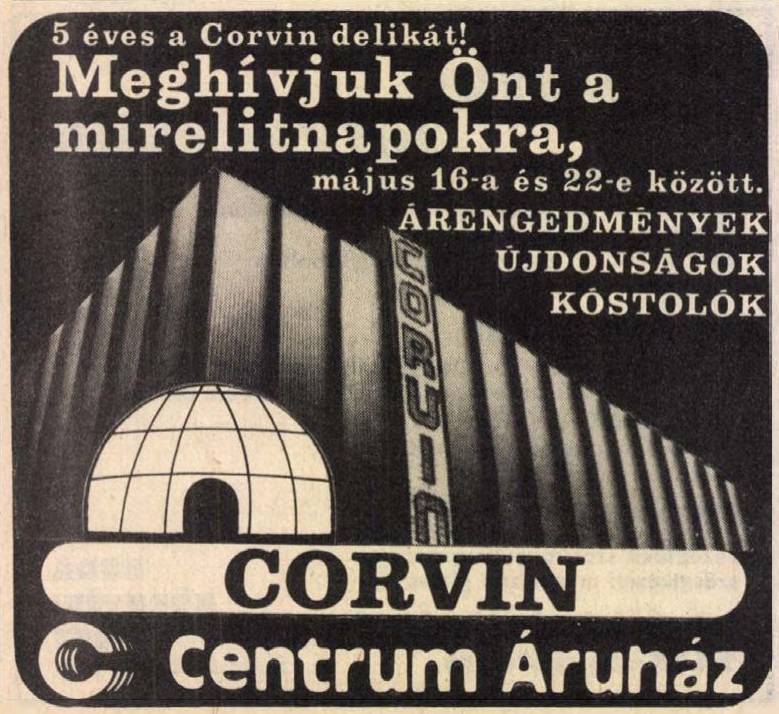 5 éves a Corvin delikát!
Meghívjuk Önt a
mirelitnapokra,
május 16-a és 22-e között.
ÁRENGEDMÉNYEK
ÚJDONSÁGOK
KÓSTOLÓK
CORVIN
CORVIN
Centrum Áruház